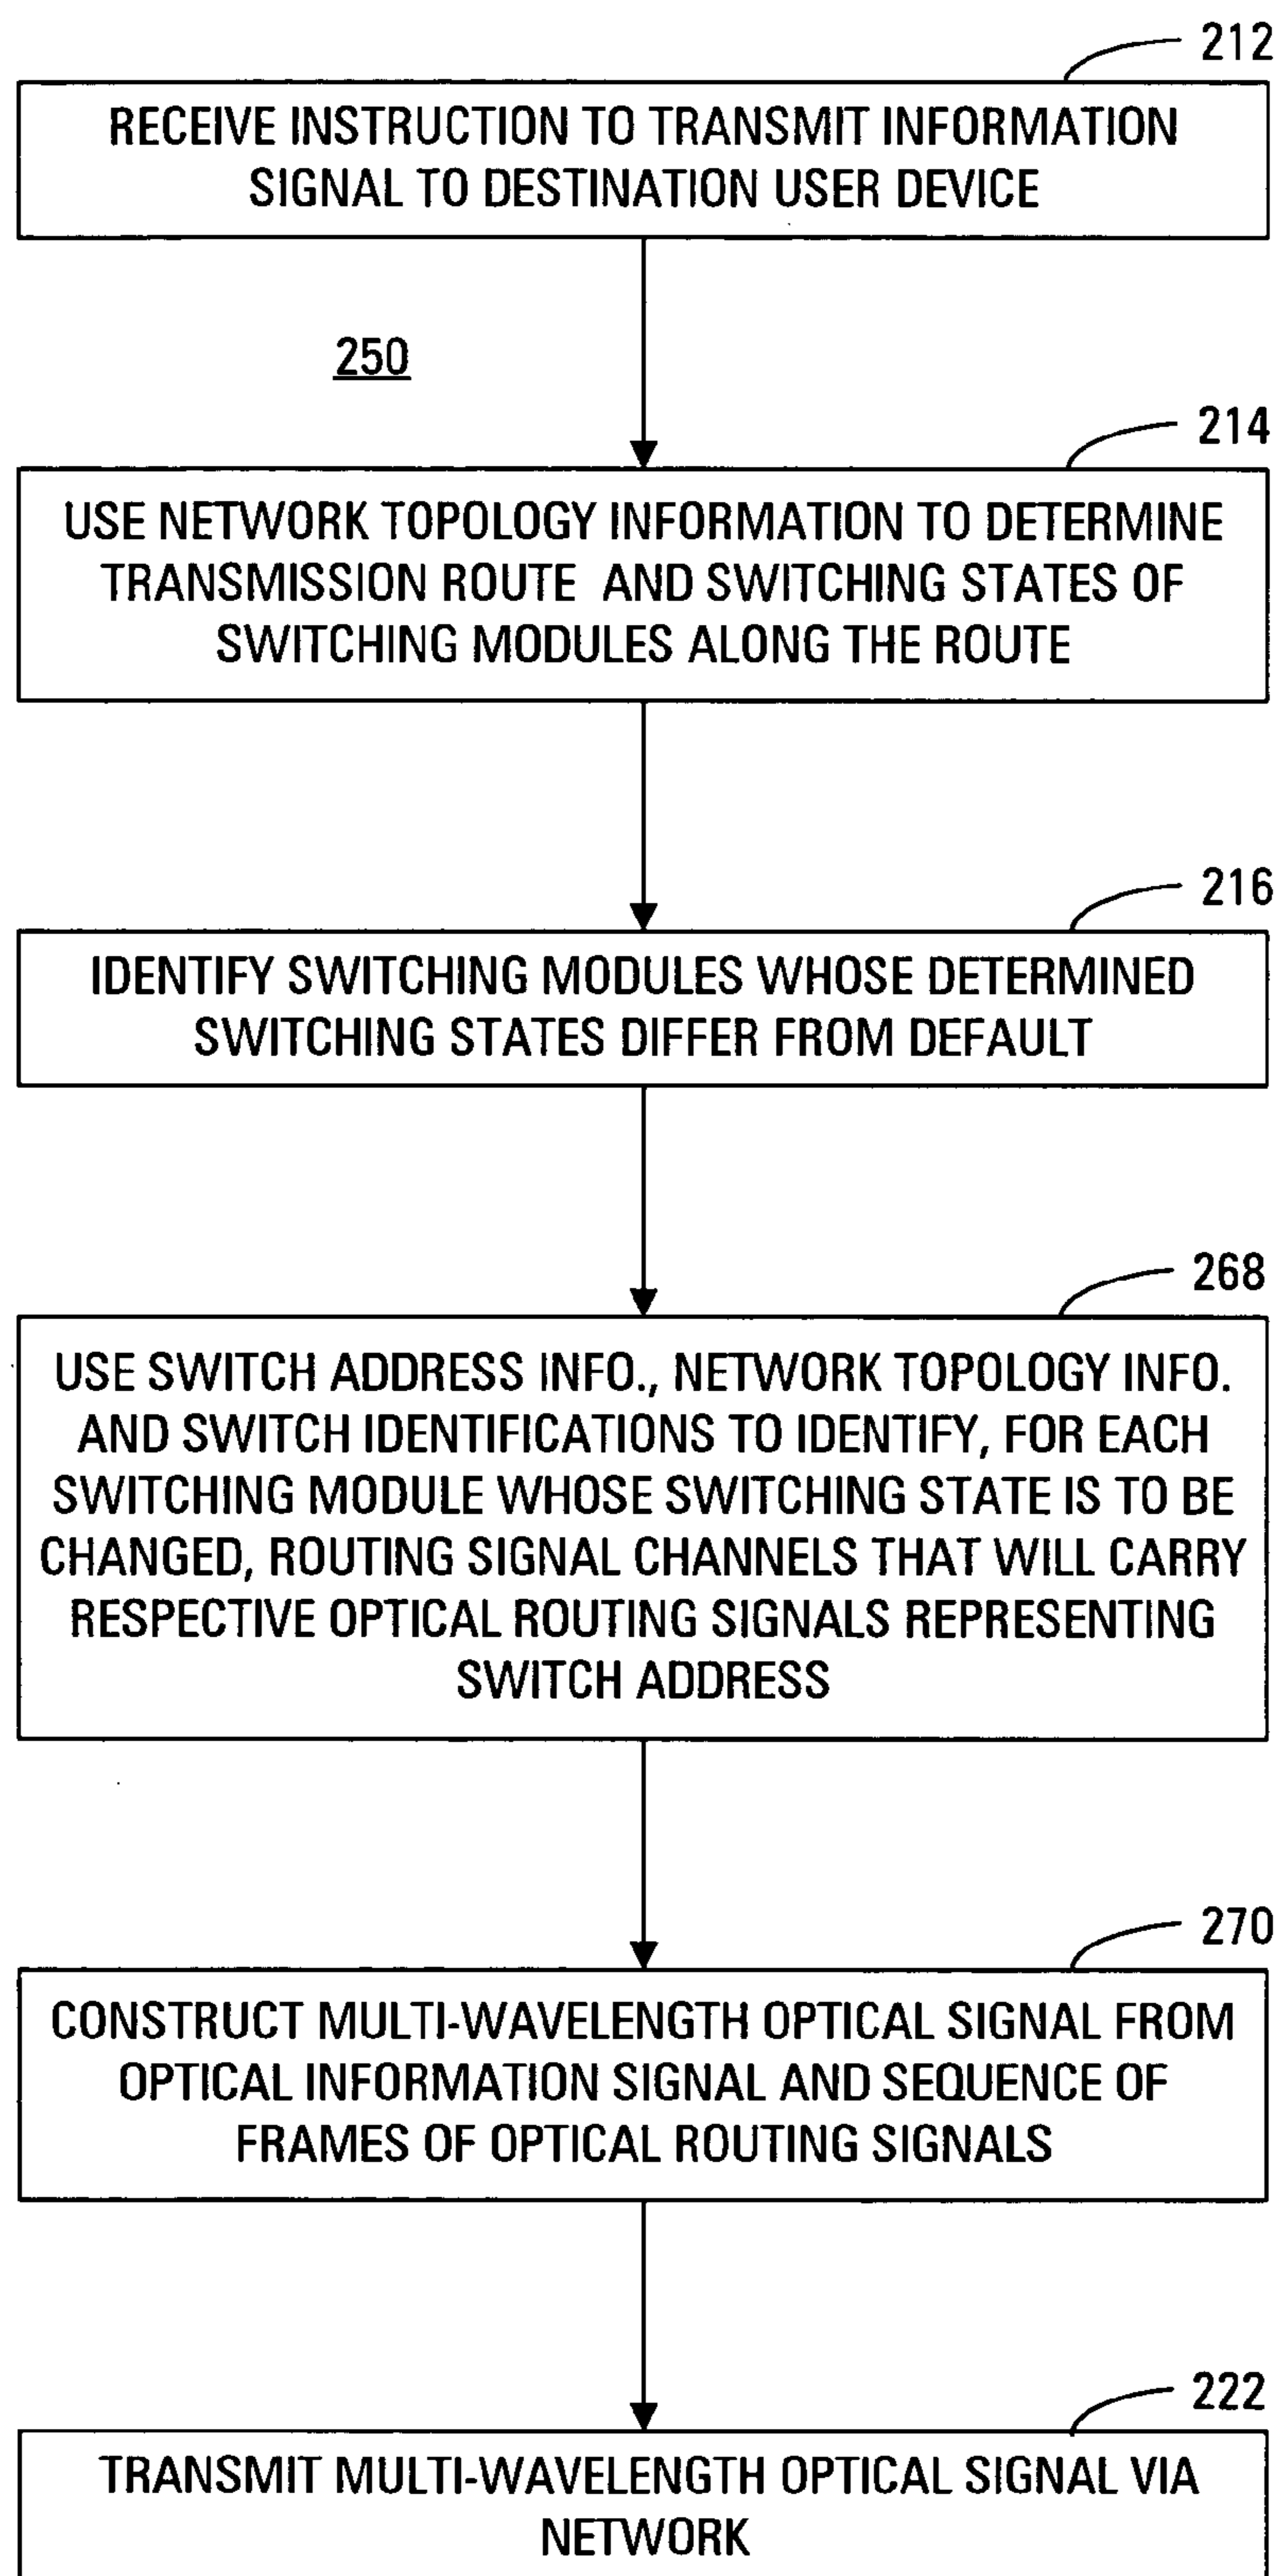 212
RECEIVE INSTRUCTION TO TRANSMIT INFORMATION
SIGNAL TO DESTINATION USER DEVICE
250
214
USE NETWORK TOPOLOGY INFORMATION TO DETERMINE
TRANSMISSION ROUTE AND SWITCHING STATES OF
SWITCHING MODULES ALONG THE ROUTE
216
IDENTIFY SWITCHING MODULES WHOSE DETERMINED
SWITCHING STATES DIFFER FROM DEFAULT
268
USE SWITCH ADDRESS INFO., NETWORK TOPOLOGY INFO.
AND SWITCH IDENTIFICATIONS TO IDENTIFY, FOR EACH
SWITCHING MODULE WHOSE SWITCHING STATE IS TO BE
CHANGED, ROUTING SIGNAL CHANNELS THAT WILL CARRY
RESPECTIVE OPTICAL ROUTING SIGNALS REPRESENTING
SWITCH ADDRESS
270
CONSTRUCT MULTI-WAVELENGTH OPTICAL SIGNAL FROM
OPTICAL INFORMATION SIGNAL AND SEQUENCE OF
FRAMES OF OPTICAL ROUTING SIGNALS
222
TRANSMIT MULTI-WAVELENGTH OPTICAL SIGNAL VIA
NETWORK